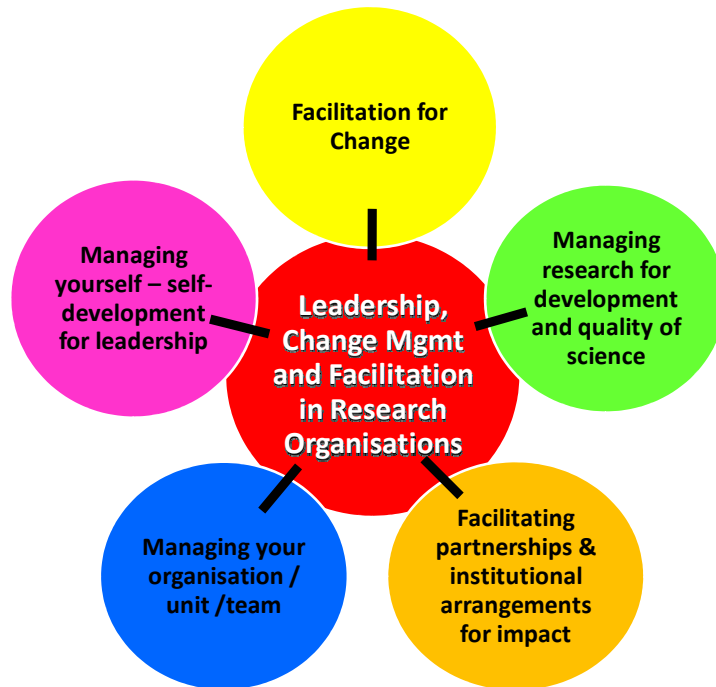 Facilitation for
Change
Managing
yourself – self-
development
for leadership
Managing
research for
development
and quality of
science
Leadership,
Change Mgmt
and Facilitation
in Research
Organisations
Managing your
organisation /
unit /team
Facilitating
partnerships &
institutional
arrangements
for impact